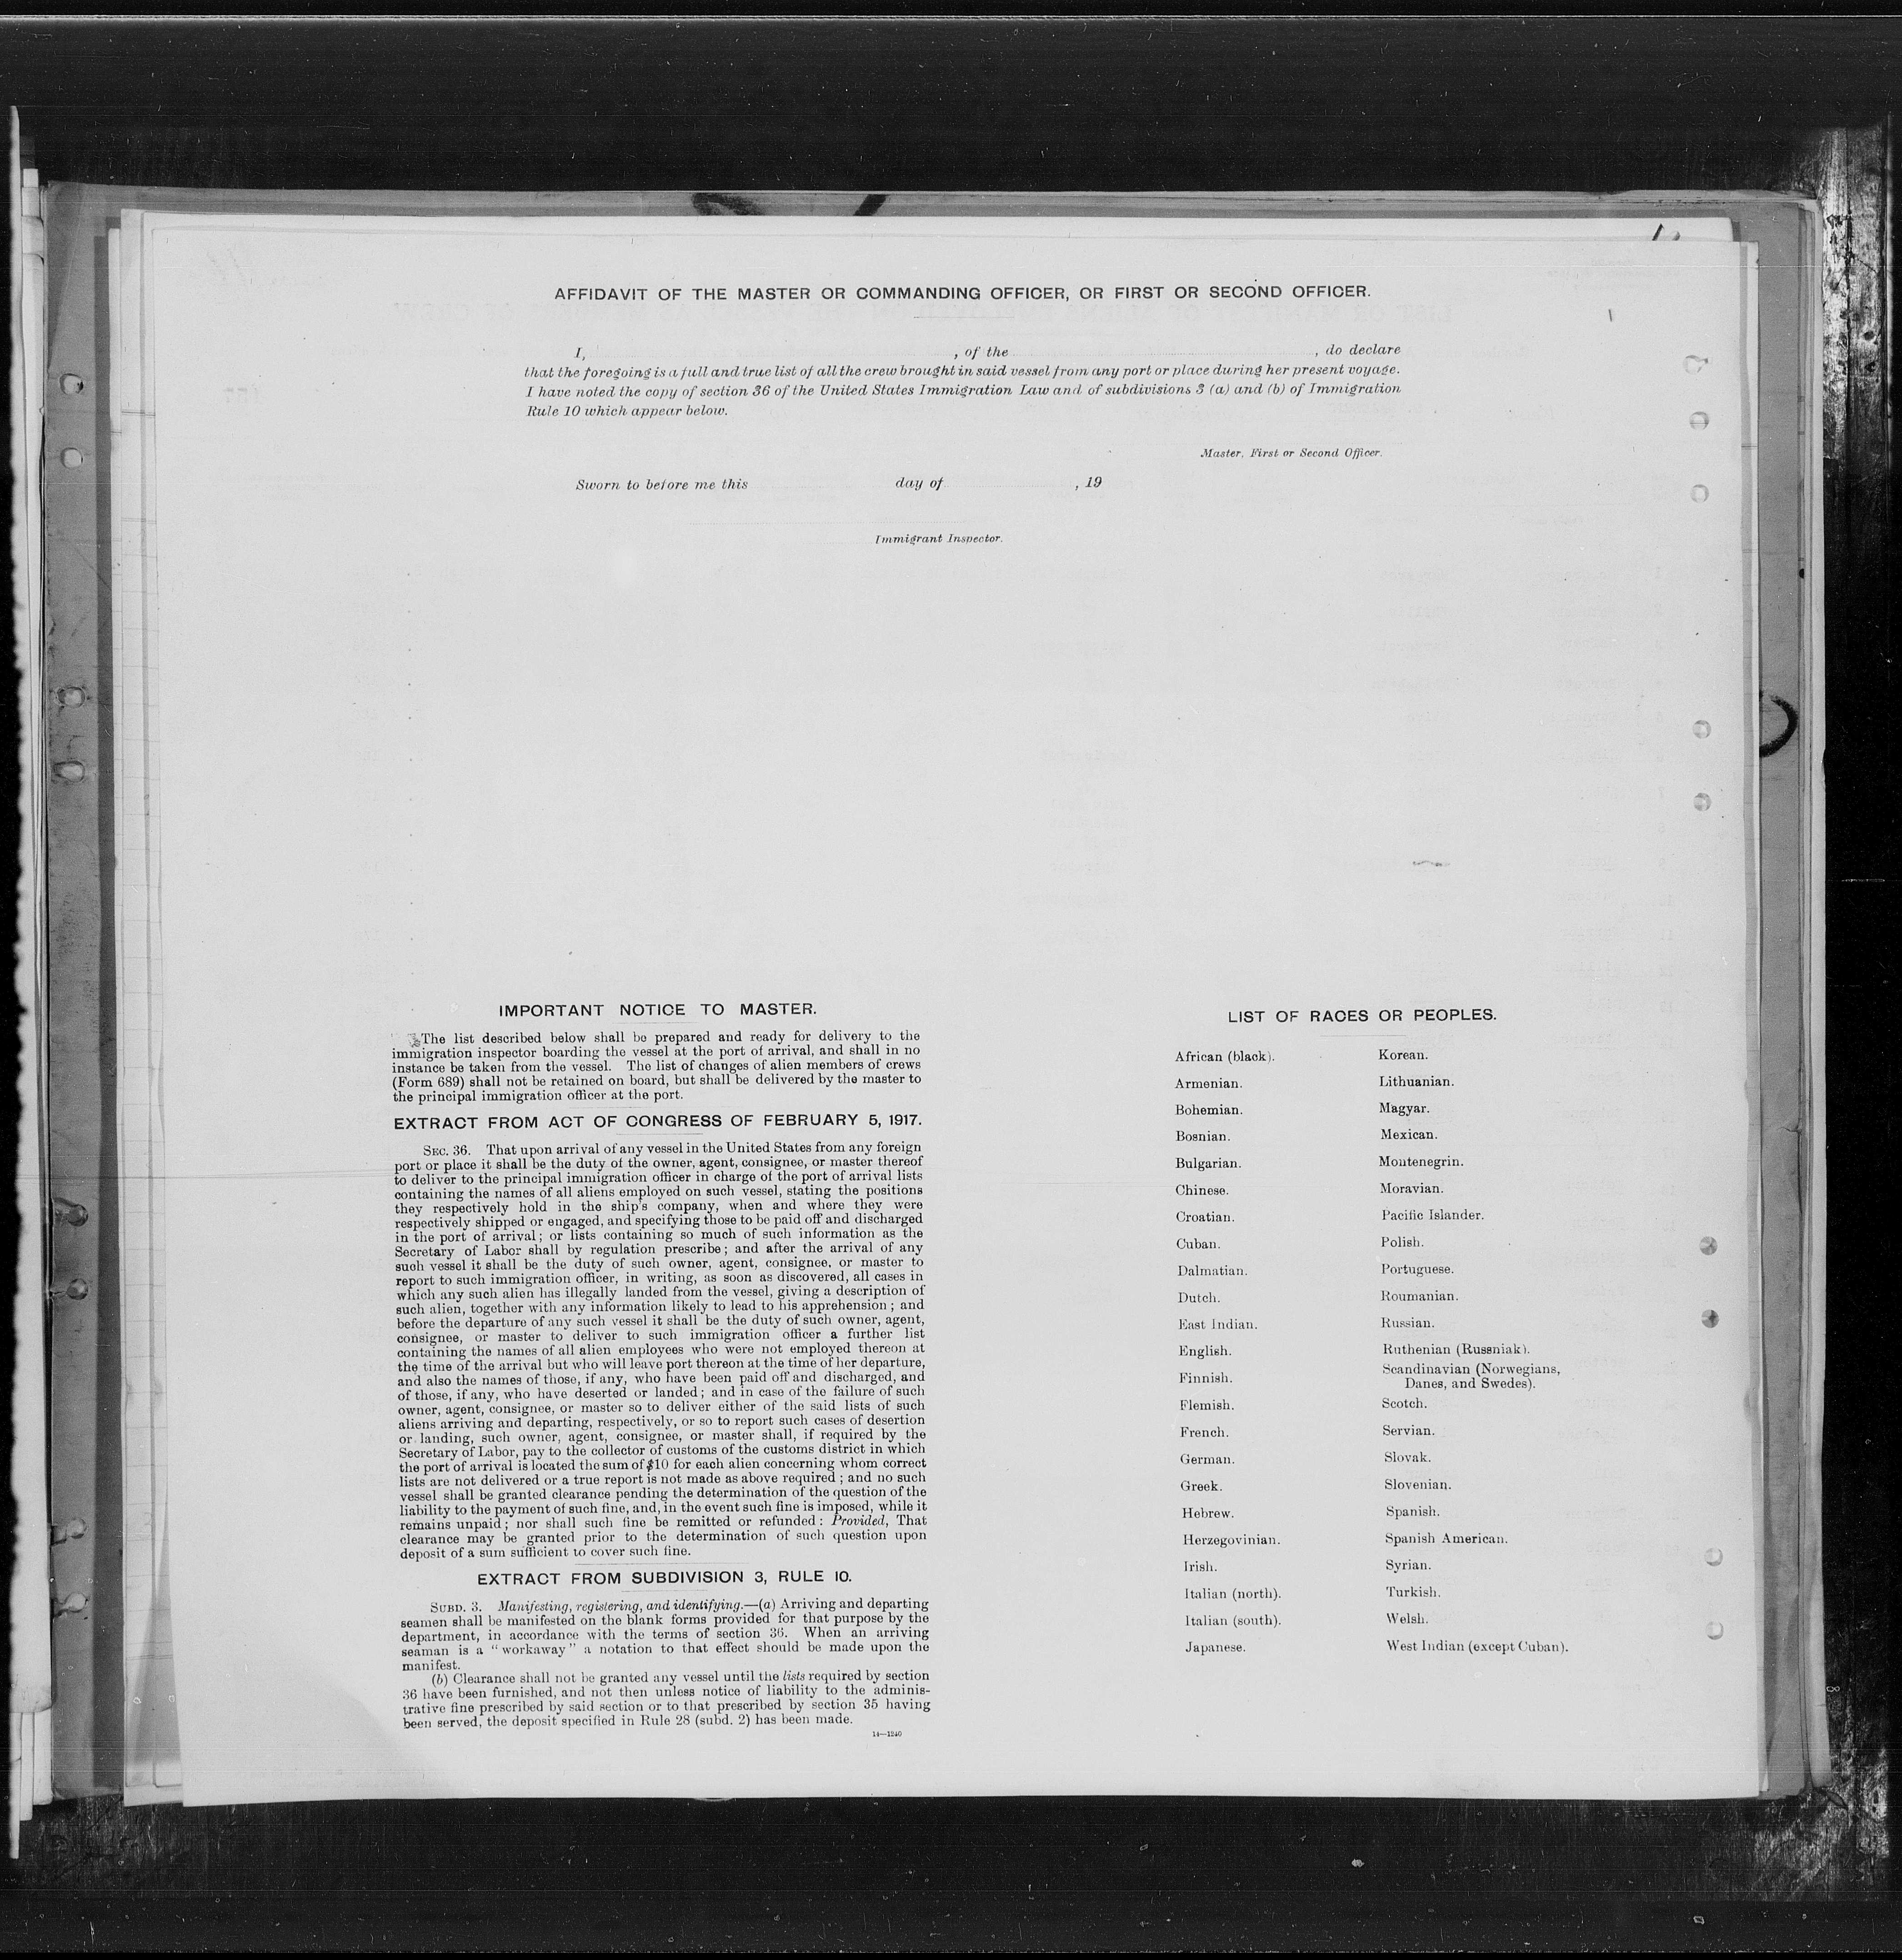 AFFIDAVIT OF THE MASTER OR COMMANDING OFFICER, OR FIRST OR SECOND OFFICER.
I, , of the , do declare
that the foregoing is a full and true list of all the crew brought in said vessel from any port or place during her present voyage.
I have noted the copy of section 36 of the United States Immigration Law and of subdivisions 3 (a) and (b) of Immigration
Rule 10 which appear below.
Master, First or Second Officer.
Sworn to before me this day of , 19
Immigrant Inspector.
IMPORTANT NOTICE TO MASTER.
The list described below shall be prepared and ready for delivery to the
immigration inspector boarding the vessel at the port of arrival, and shall in no
instance be taken from the vessel. The list of changes of alien members of crews
(Form 689) shall not be retained on board, but shall be delivered by the master to
the principal immigration officer at the port.
EXTRACT FROM ACT OF CONGRESS OF FEBRUARY 5, 1917.
SEC. 36. That upon arrival of any vessel in the United States from any foreign
port or place it shall be the duty of the owner, agent, consignee, or master thereof
to deliver to the principal immigration officer in charge of the port of arrival lists
containing the names of all aliens employed on such vessel, stating the positions
they respectively hold in the ship's company, when and where they were
respectively shipped or engaged, and specifying those to be paid off and discharged
in the port of arrival; or lists containing so much of such information as the
Secretary of Labor shall by regulation prescribe; and after the arrival of any
such vessel it shall be the duty of such owner, agent, consignee, or master to
report to such immigration officer, in writing, as soon as discovered, all cases in
which any such alien has illegally landed from the vessel, giving a description of
such alien, together with any information likely to lead to his apprehension; and
before the departure of any such vessel it shall be the duty of such owner, agent,
consignee, or master to deliver to such immigration officer a further list
containing the names of all alien employees who were not employed thereon at
the time of the arrival but who will leave port thereon at the time of her departure,
and also the names of those, if any, who have been paid off and discharged, and
of those, if any, who have deserted or landed; and in case of the failure of such
owner, agent, consignee, or master so to deliver either of the said lists of such
aliens arriving and departing, respectively, or so to report such cases of desertion
or landing, such owner, agent, consignee, or master shall, if required by the
Secretary of Labor, pay to the collector of customs of the customs district in which
the port of arrival is located the sum of $10 for each alien concerning whom correct
lists are not delivered or a true report is not made as above required; and no such
vessel shall be granted clearance pending the determination of the question of the
liability to the payment of such fine, and, in the event such fine is imposed, while it
remains unpaid; nor shall such fine be remitted or refunded: Provided, That
clearance may be granted prior to the determination of such question upon
deposit of a sum sufficient to cover such fine.
EXTRACT FROM SUBDIVISION 3, RULE 10.
SUBD. 3. Manifesting, registering, and identifying.—(a) Arriving and departing
seamen shall be manifested on the blank forms provided for that purpose by the
department, in accordance with the terms of section 36. When an arriving
seaman is a "workaway" a notation to that effect should be made upon the
manifest.
(b) Clearance shall not be granted any vessel until the lists required by section
36 have been furnished, and not then unless notice of liability to the adminis-
trative fine prescribed by said section or to that prescribed by section 35 having
been served, the deposit specified in Rule 28 (subd. 2) has been made.
14—1240
LIST OF RACES OR PEOPLES.
African (black).
Armenian.
Bohemian.
Bosnian.
Bulgarian.
Chinese.
Croatian.
Cuban.
Dalmatian.
Dutch.
East Indian.
English.
Finnish.
Flemish.
French.
German.
Greek.
Hebrew.
Herzegovinian.
Irish.
Italian (north).
Italian (south).
Japanese.
Korean.
Lithuanian.
Magyar.
Mexican.
Montenegrin.
Moravian.
Pacific Islander.
Polish.
Portuguese.
Roumanian.
Russian.
Ruthenian (Russniak).
Scandinavian (Norwegians,
Danes, and Swedes).
Scotch.
Servian.
Slovak.
Slovenian.
Spanish.
Spanish American.
Syrian.
Turkish.
Welsh.
West Indian (except Cuban).